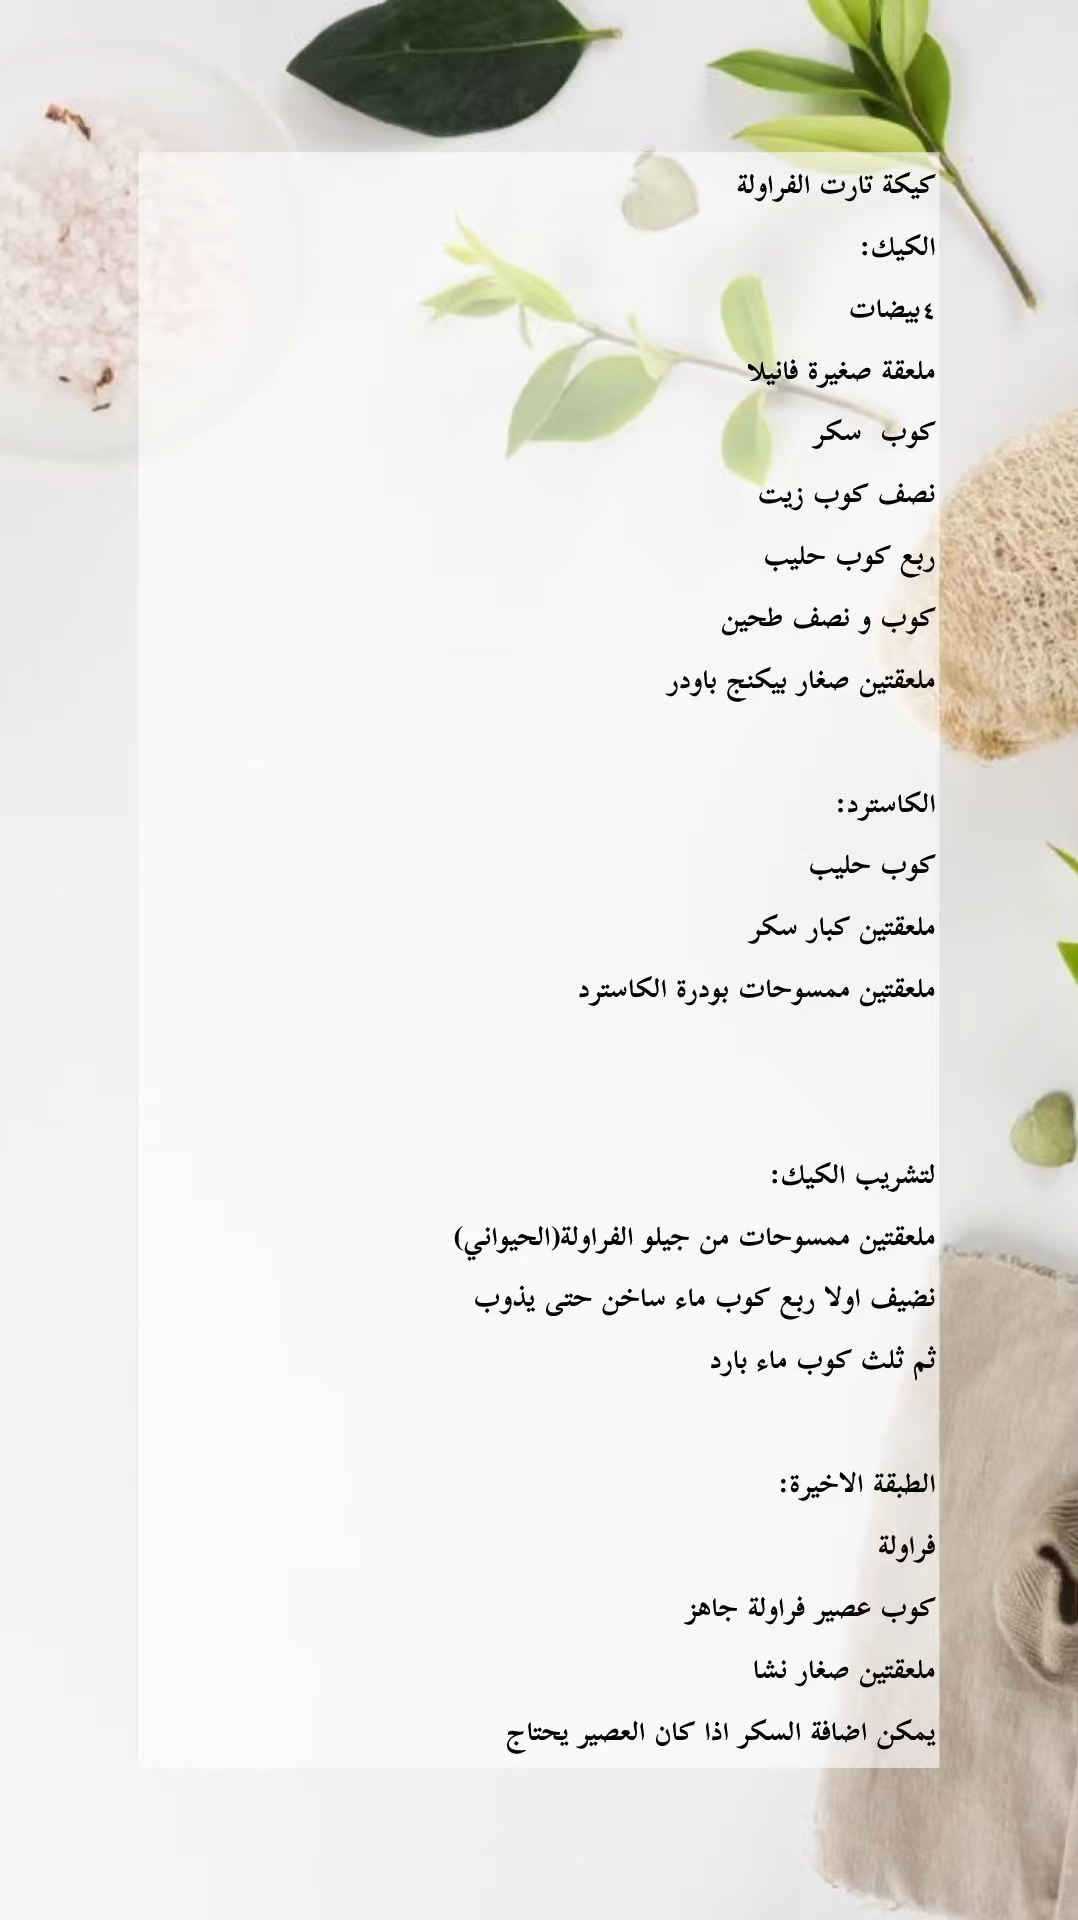 كيكة تارت الفراولة
الكيك:
٤بيضات
ملعقة صغيرة فانيلا
كوب  سكر
نصف كوب زيت
ربع كوب حليب
كوب و نصف طحين
ملعقتين صغار بيكنج باودر
الكاسترد:
كوب حليب
ملعقتين كبار سكر
ملعقتين ممسوحات بودرة الكاسترد
لتشريب الكيك:
ملعقتين ممسوحات من جيلو الفراولة(الحيواني)
نضيف اولا ربع كوب ماء ساخن حتى يذوب
ثم ثلث كوب ماء بارد
الطبقة الاخيرة:
فراولة
كوب عصير فراولة جاهز
ملعقتين صغار نشا
يمكن اضافة السكر اذا كان العصير يحتاج